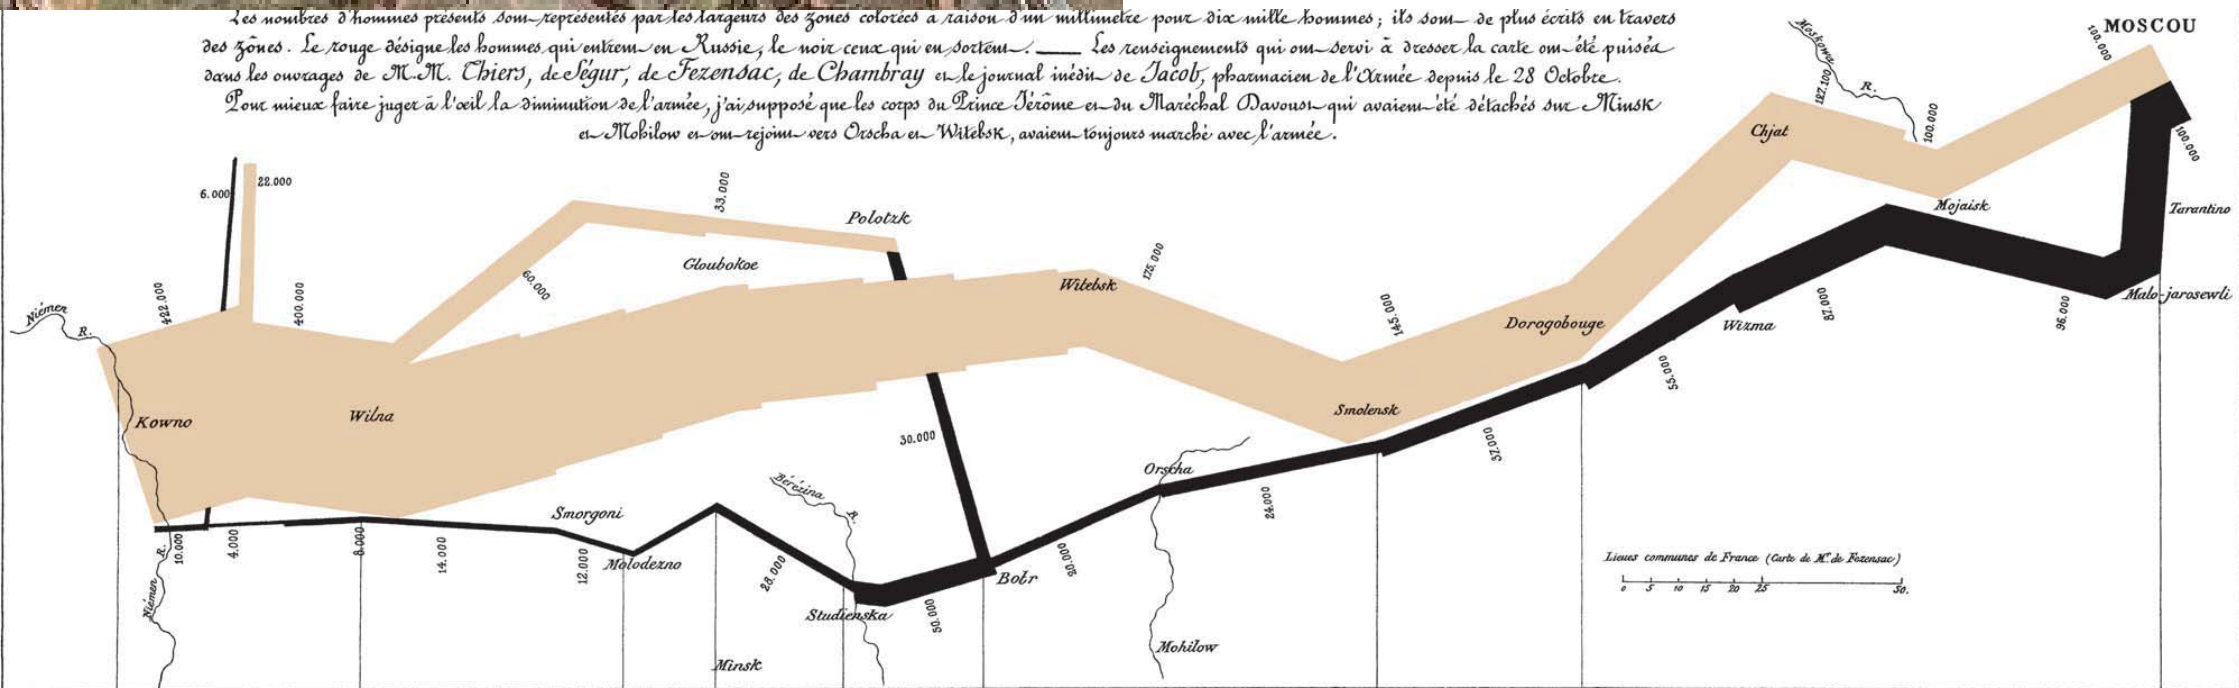 Les nombres d'hommes présents sont représentés par les largeurs des zones colorées à raison d'un millimètre pour dix mille hommes ; ils sont de plus écrits en travers
des zônes. Le rouge désigne les hommes qui entrent en Russie, le noir ceux qui en sortent. — Les renseignements qui ont servi à dresser la carte ont été puisés
dans les ouvrages de M.M. Thiers, de Ségur, de Fezensac, de Chambray et le journal inédit de Jacob, pharmacien de l'Armée depuis le 28 Octobre.
Pour mieux faire juger à l'œil la diminution de l'armée, j'ai supposé que les corps du Prince Jérôme et du Maréchal Davoust qui avaient été détachés sur Minsk
et Mobilow et ont rejoint vers Orscha et Witebsk, avaient toujours marché avec l'armée.
MOSCOU
100.000
Moskowa R.
127.100
100.000
Chjat
100.000
6.000
22.000
33.000
Polotzk
Mojaisk
Tarantino
Gloubokoe
60.000
175.000
Witebsk
422.000
400.000
Niémen R.
145.000
Dorogobouge
Wizma
87.000
96.000
Malo-jarosewli
55.000
Kowno
Wilna
Smolensk
30.000
37.000
Orscha
24.000
Bérézina R.
Smorgoni
Niémen R.
10.000
4.000
8.000
14.000
12.000
Molodezno
28.000
Studienska
50.000
Bobr
20.000
Lieues communes de France (Carte de M. de Fezensac)
0 5 10 15 20 25 50.
Minsk
Mohilow